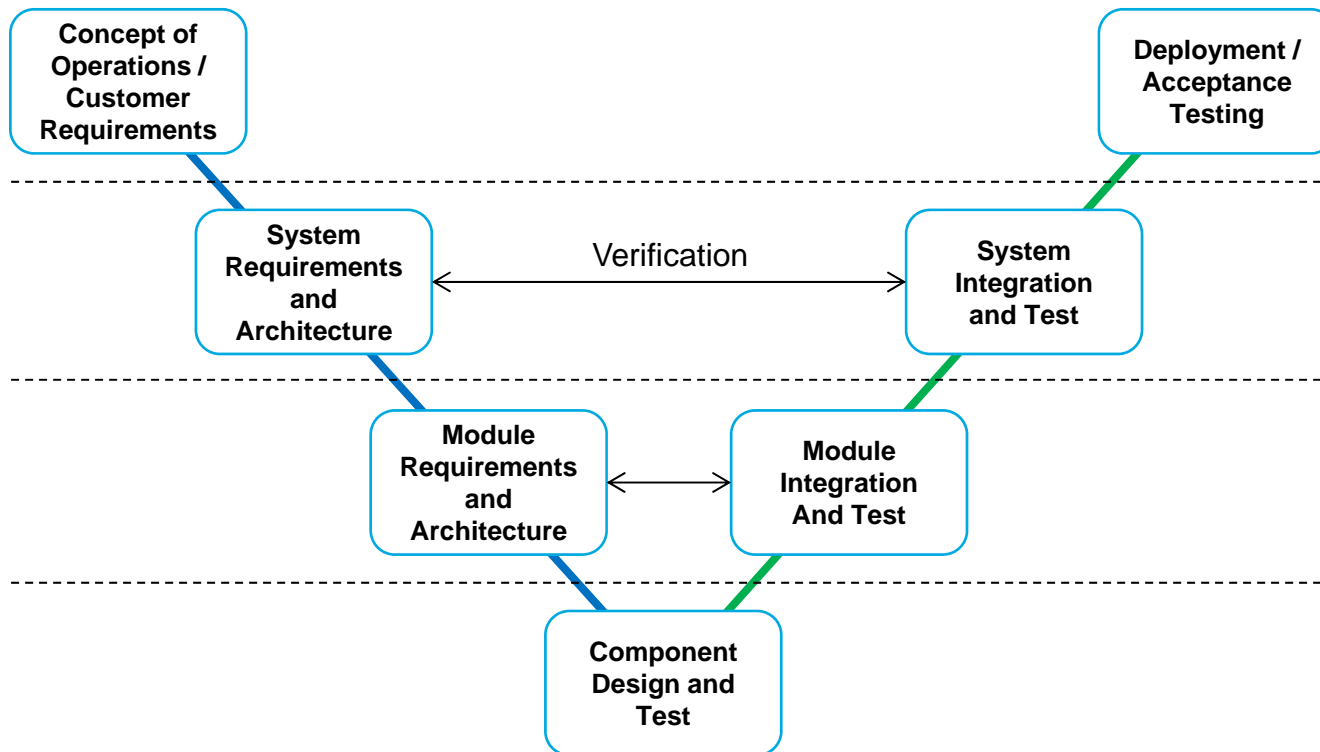 Concept of
Operations /
Customer
Requirements
Deployment /
Acceptance
Testing
System
Requirements
and
Architecture
Verification
System
Integration
and Test
Module
Requirements
and
Architecture
Module
Integration
And Test
Component
Design and
Test